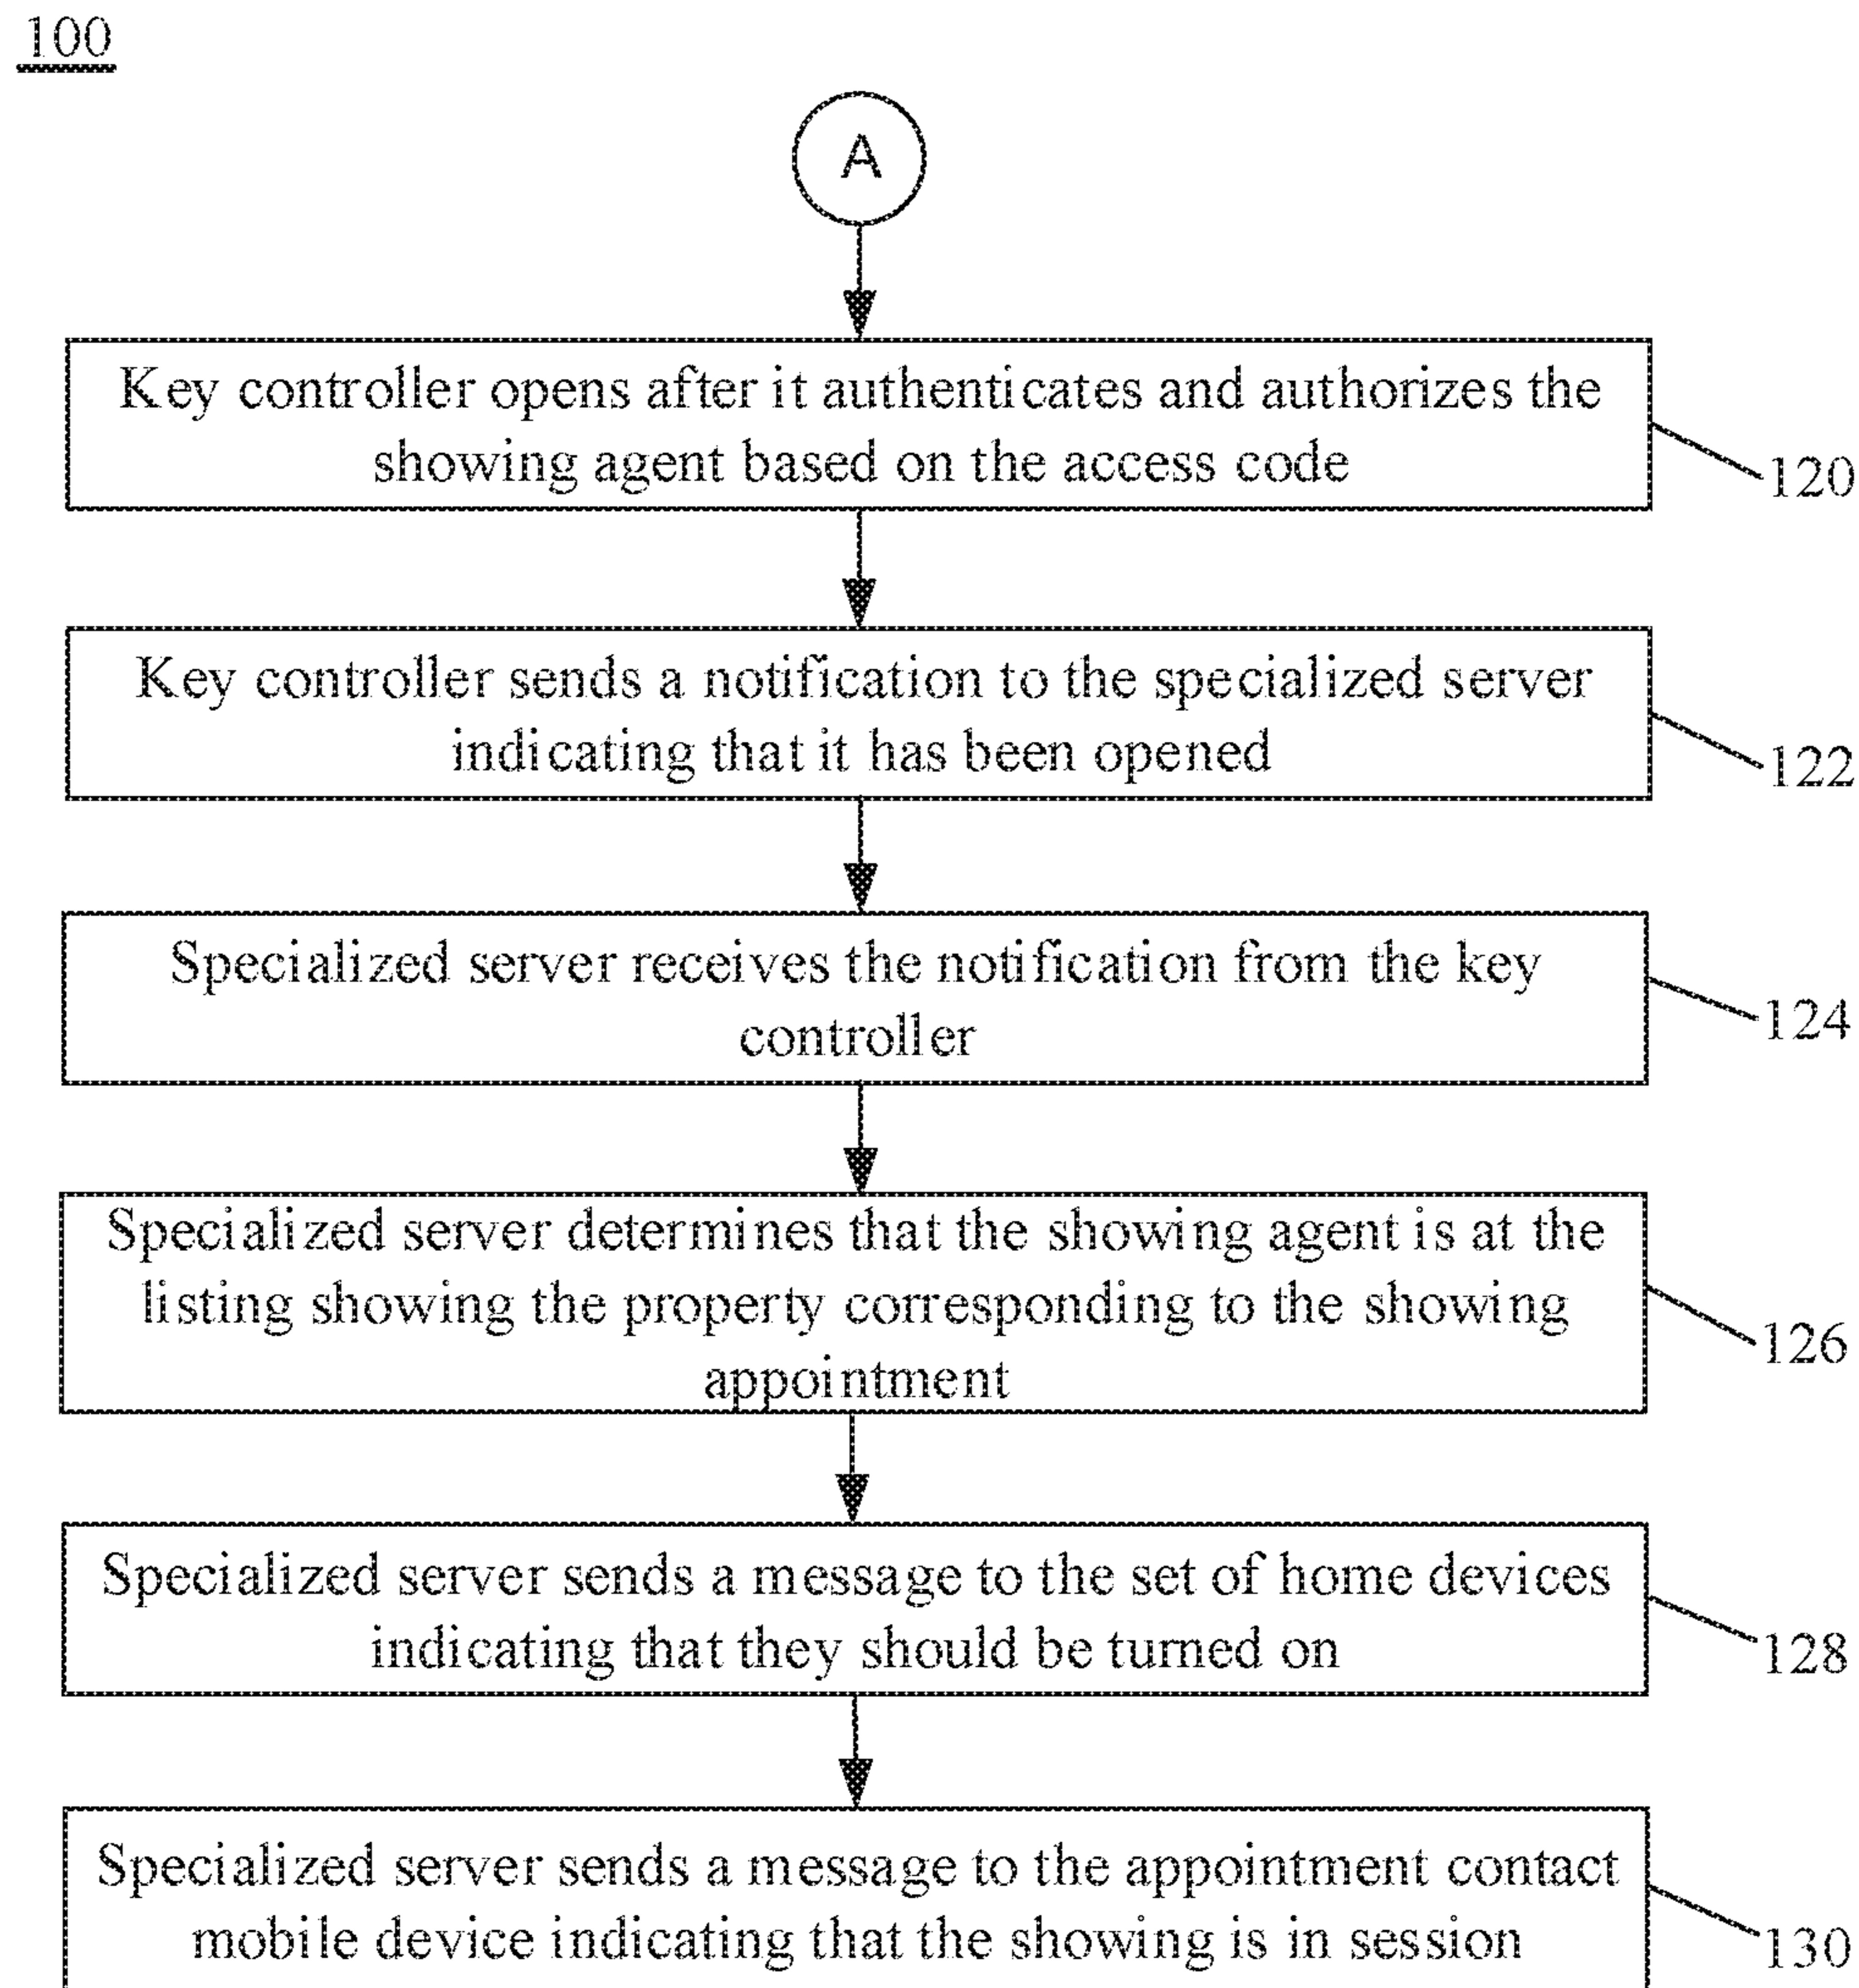 100
A
Key controller opens after it authenticates and authorizes the
showing agent based on the access code
120
Key controller sends a notification to the specialized server
indicating that it has been opened
122
Specialized server receives the notification from the key
controller
124
Specialized server determines that the showing agent is at the
listing showing the property corresponding to the showing
appointment
126
Specialized server sends a message to the set of home devices
indicating that they should be turned on
128
Specialized server sends a message to the appointment contact
mobile device indicating that the showing is in session
130